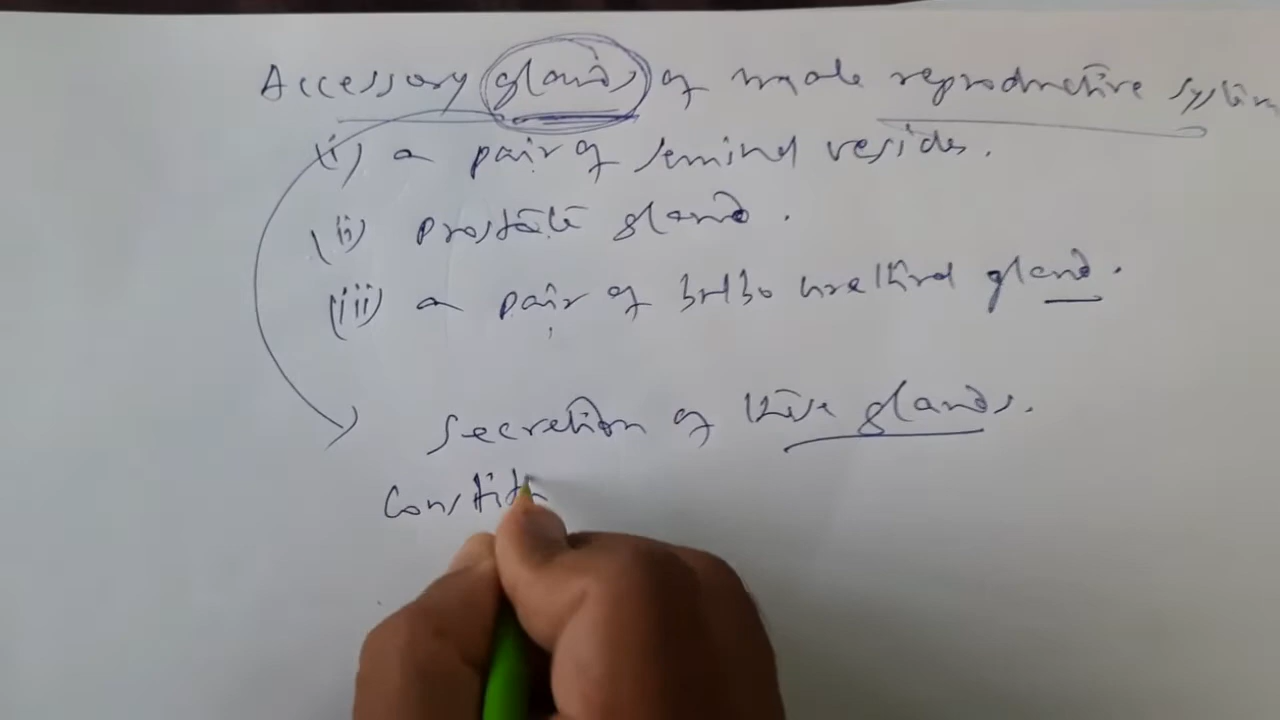 Accessory glands of male reproductive system
(i) a pair of seminal vesicles.
(ii) Prostate gland.
(iii) a pair of Bulbo urethral gland.
Secretion of these glands.
Constit